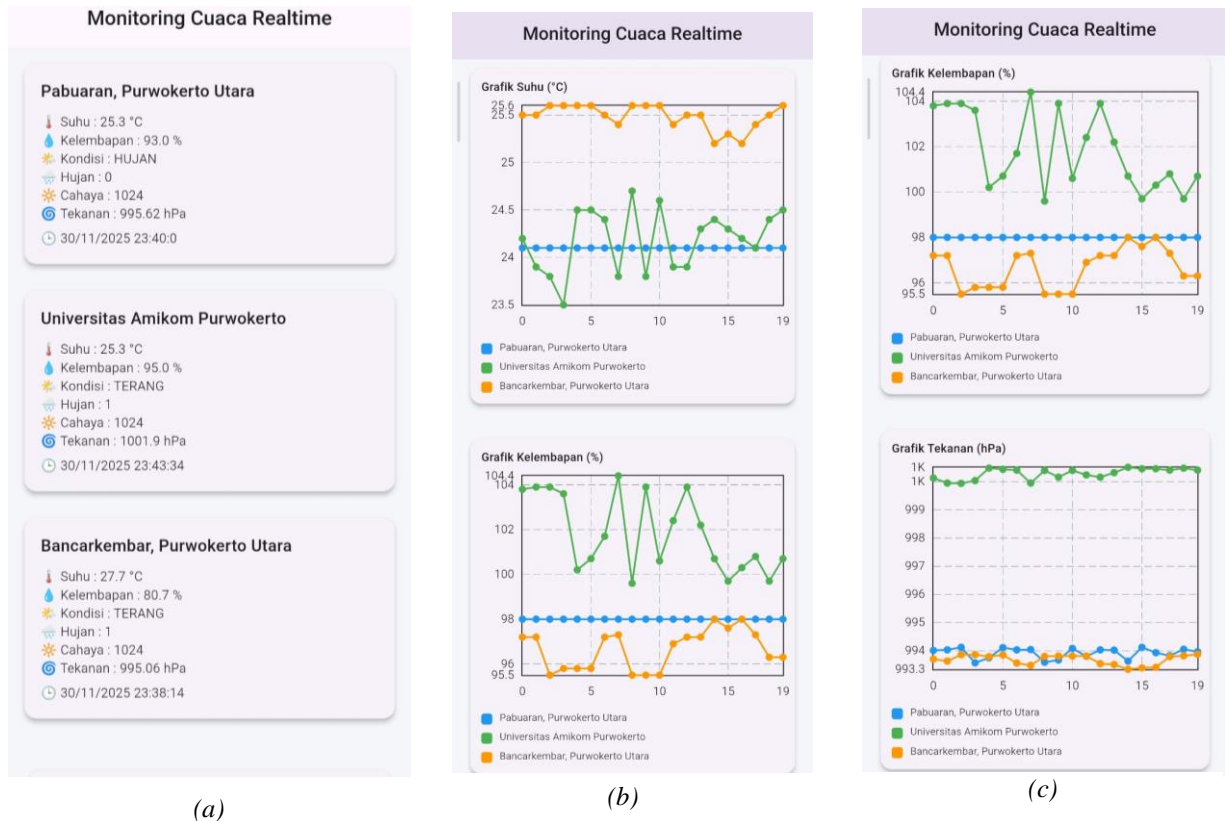 Monitoring Cuaca Realtime
Pabuaran, Purwokerto Utara
Suhu : 25.3 °C
Kelembapan : 93.0 %
Kondisi : HUJAN
Hujan : 0
Cahaya : 1024
Tekanan : 995.62 hPa
30/11/2025 23:40:0
Universitas Amikom Purwokerto
Suhu : 25.3 °C
Kelembapan : 95.0 %
Kondisi : TERANG
Hujan : 1
Cahaya : 1024
Tekanan : 1001.9 hPa
30/11/2025 23:43:34
Bancarkembar, Purwokerto Utara
Suhu : 27.7 °C
Kelembapan : 80.7 %
Kondisi : TERANG
Hujan : 1
Cahaya : 1024
Tekanan : 995.06 hPa
30/11/2025 23:38:14
(a)
Monitoring Cuaca Realtime
Grafik Suhu (°C)
25.6
25.5
25
24.5
24
23.5
0 5 10 15 19
Pabuaran, Purwokerto Utara
Universitas Amikom Purwokerto
Bancarkembar, Purwokerto Utara
Grafik Kelembapan (%)
104.4
104
102
100
98
96
95.5
0 5 10 15 19
Pabuaran, Purwokerto Utara
Universitas Amikom Purwokerto
Bancarkembar, Purwokerto Utara
(b)
Monitoring Cuaca Realtime
Grafik Kelembapan (%)
104.4
104
102
100
98
96
95.5
0 5 10 15 19
Pabuaran, Purwokerto Utara
Universitas Amikom Purwokerto
Bancarkembar, Purwokerto Utara
Grafik Tekanan (hPa)
1K
1K
999
998
997
996
995
994
993.3
0 5 10 15 19
Pabuaran, Purwokerto Utara
Universitas Amikom Purwokerto
Bancarkembar, Purwokerto Utara
(c)